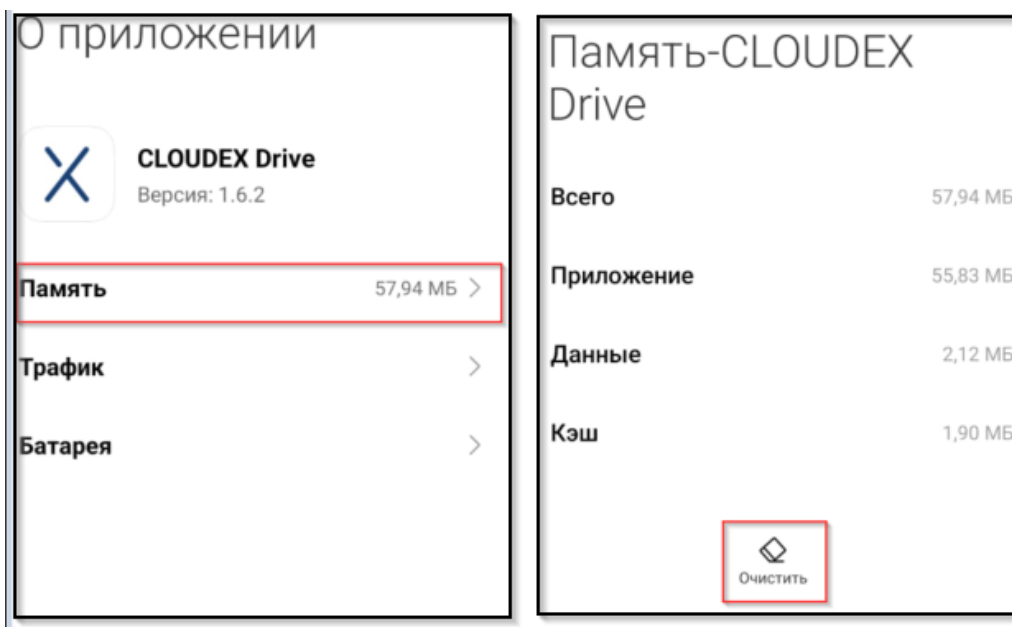 О приложении
CLOUDEX Drive
Версия: 1.6.2
Память 57,94 МБ
Трафик
Батарея
Память-CLOUDEX
Drive
Всего 57,94 МБ
Приложение 55,83 МБ
Данные 2,12 МБ
Кэш 1,90 МБ
Очистить